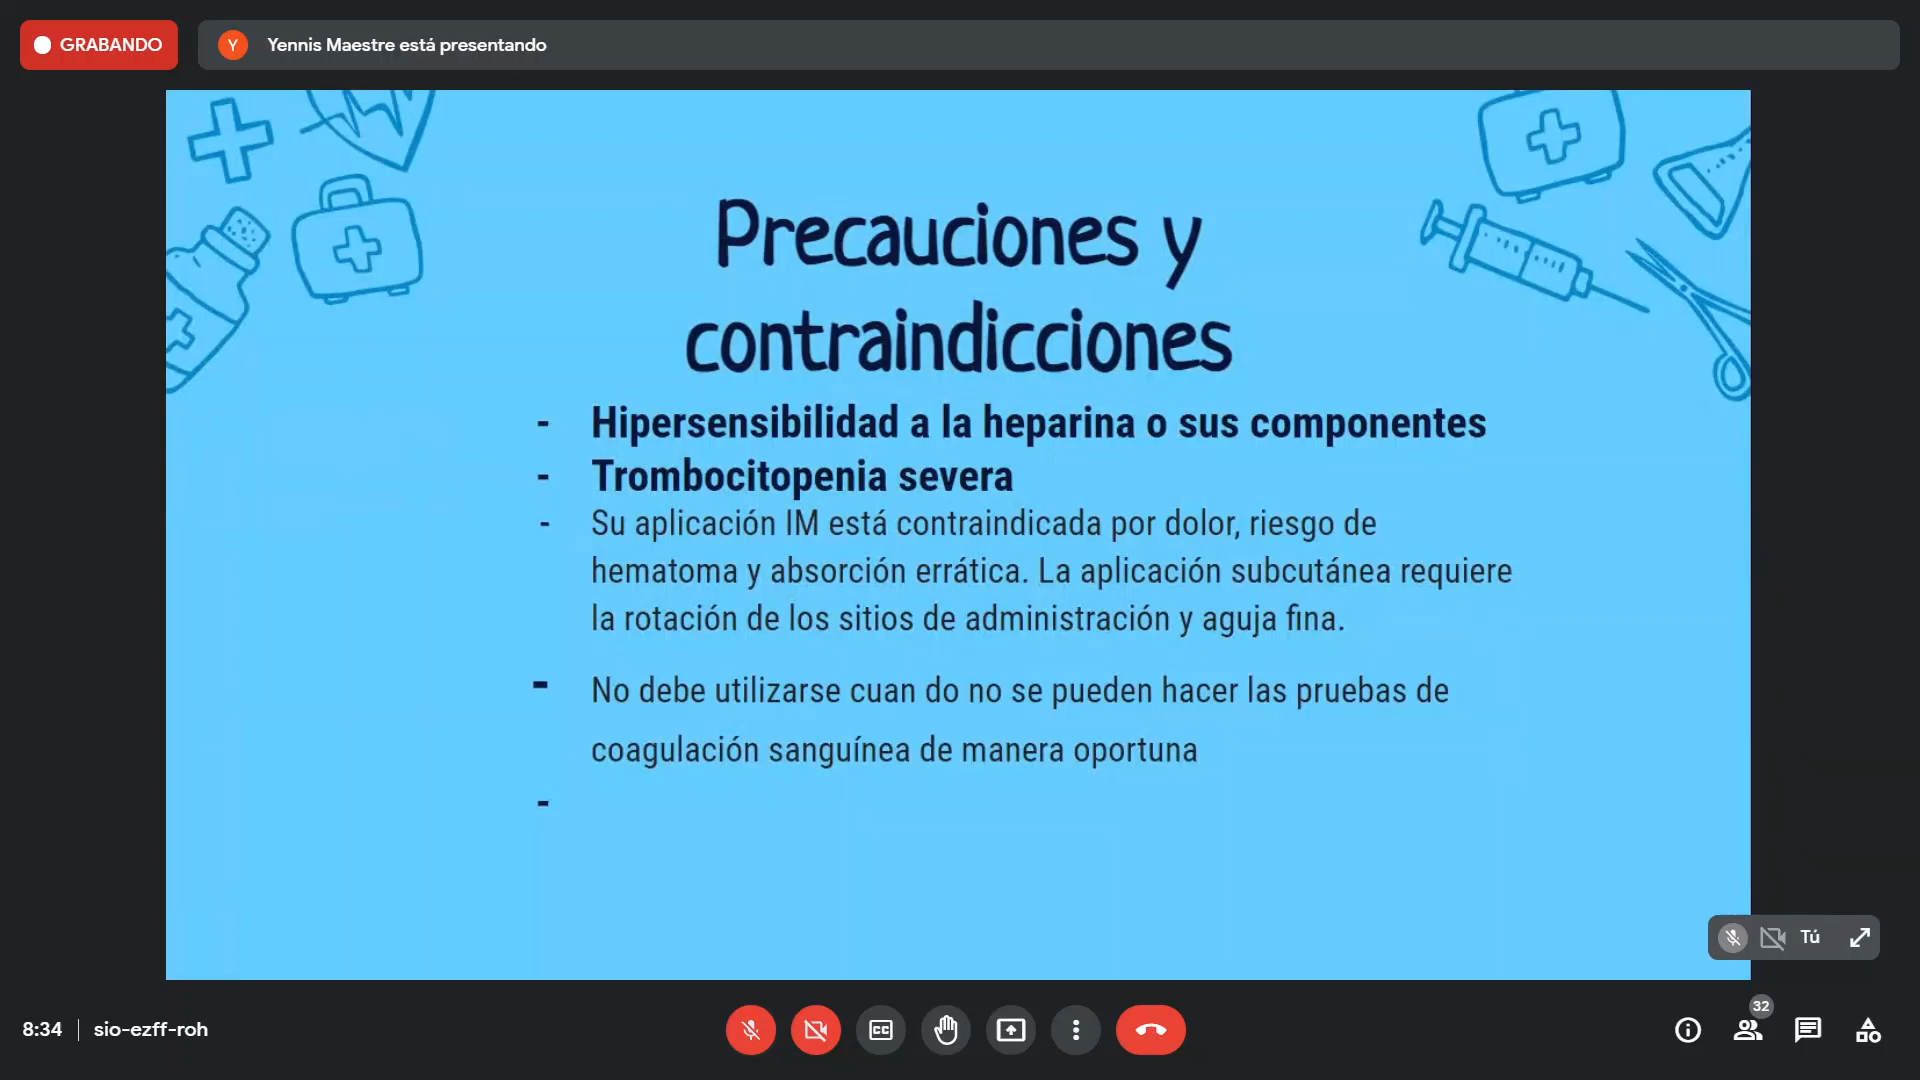 GRABANDO
Y
Yennis Maestre está presentando
Precauciones y
contraindicciones
- Hipersensibilidad a la heparina o sus componentes
- Trombocitopenia severa
- Su aplicación IM está contraindicada por dolor, riesgo de
hematoma y absorción errática. La aplicación subcutánea requiere
la rotación de los sitios de administración y aguja fina.
- No debe utilizarse cuan do no se pueden hacer las pruebas de
coagulación sanguínea de manera oportuna
-
Tú
8:34 | sio-ezff-roh
CC
32